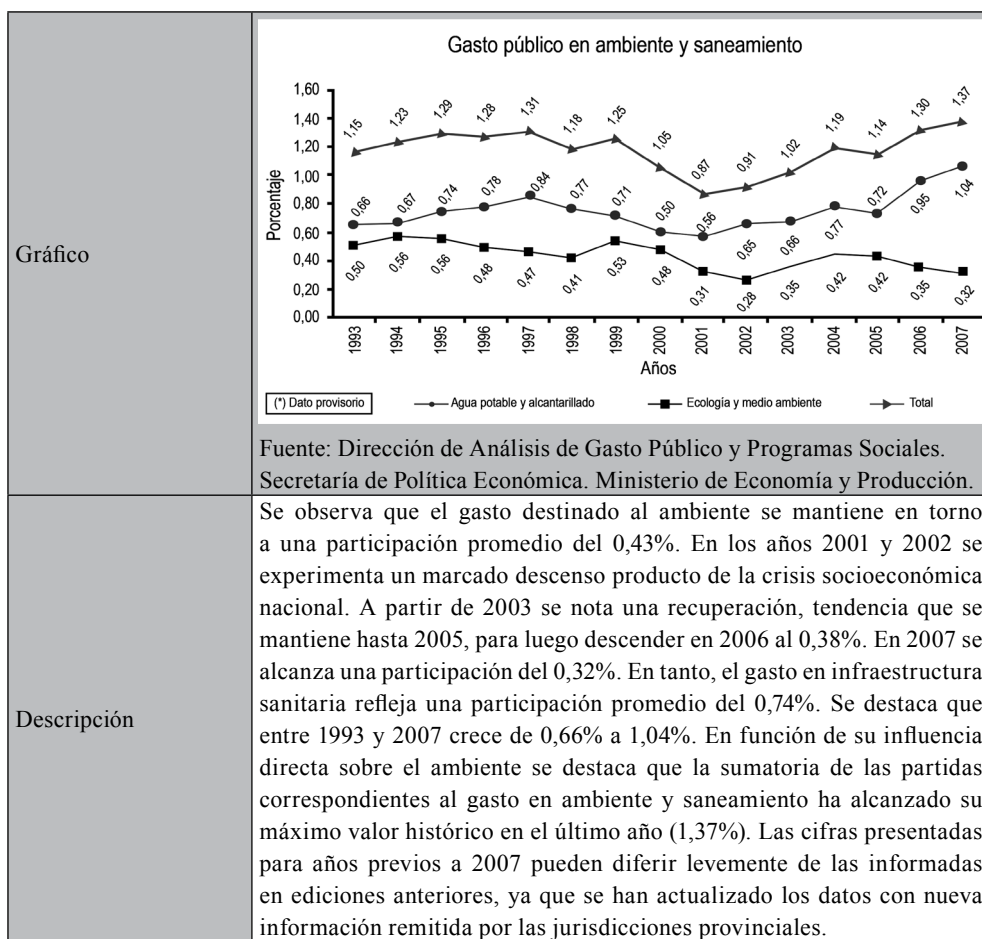 Gráfico
Gasto público en ambiente y saneamiento
Porcentaje
1,60
1,40
1,20
1,00
0,80
0,60
0,40
0,20
0,00
1,15 1,23 1,29 1,28 1,31 1,18 1,25 1,05 0,87 0,91 1,02 1,19 1,14 1,30 1,37
0,66 0,67 0,74 0,78 0,84 0,77 0,71 0,50 0,56 0,65 0,66 0,77 0,72 0,95 1,04
0,50 0,56 0,56 0,48 0,47 0,41 0,53 0,48 0,31 0,28 0,35 0,42 0,42 0,35 0,32
1993 1994 1995 1996 1997 1998 1999 2000 2001 2002 2003 2004 2005 2006 2007
Años
(*) Dato provisorio Agua potable y alcantarillado Ecología y medio ambiente Total
Fuente: Dirección de Análisis de Gasto Público y Programas Sociales.
Secretaría de Política Económica. Ministerio de Economía y Producción.
Descripción
Se observa que el gasto destinado al ambiente se mantiene en torno
a una participación promedio del 0,43%. En los años 2001 y 2002 se
experimenta un marcado descenso producto de la crisis socioeconómica
nacional. A partir de 2003 se nota una recuperación, tendencia que se
mantiene hasta 2005, para luego descender en 2006 al 0,38%. En 2007 se
alcanza una participación del 0,32%. En tanto, el gasto en infraestructura
sanitaria refleja una participación promedio del 0,74%. Se destaca que
entre 1993 y 2007 crece de 0,66% a 1,04%. En función de su influencia
directa sobre el ambiente se destaca que la sumatoria de las partidas
correspondientes al gasto en ambiente y saneamiento ha alcanzado su
máximo valor histórico en el último año (1,37%). Las cifras presentadas
para años previos a 2007 pueden diferir levemente de las informadas
en ediciones anteriores, ya que se han actualizado los datos con nueva
información remitida por las jurisdicciones provinciales.